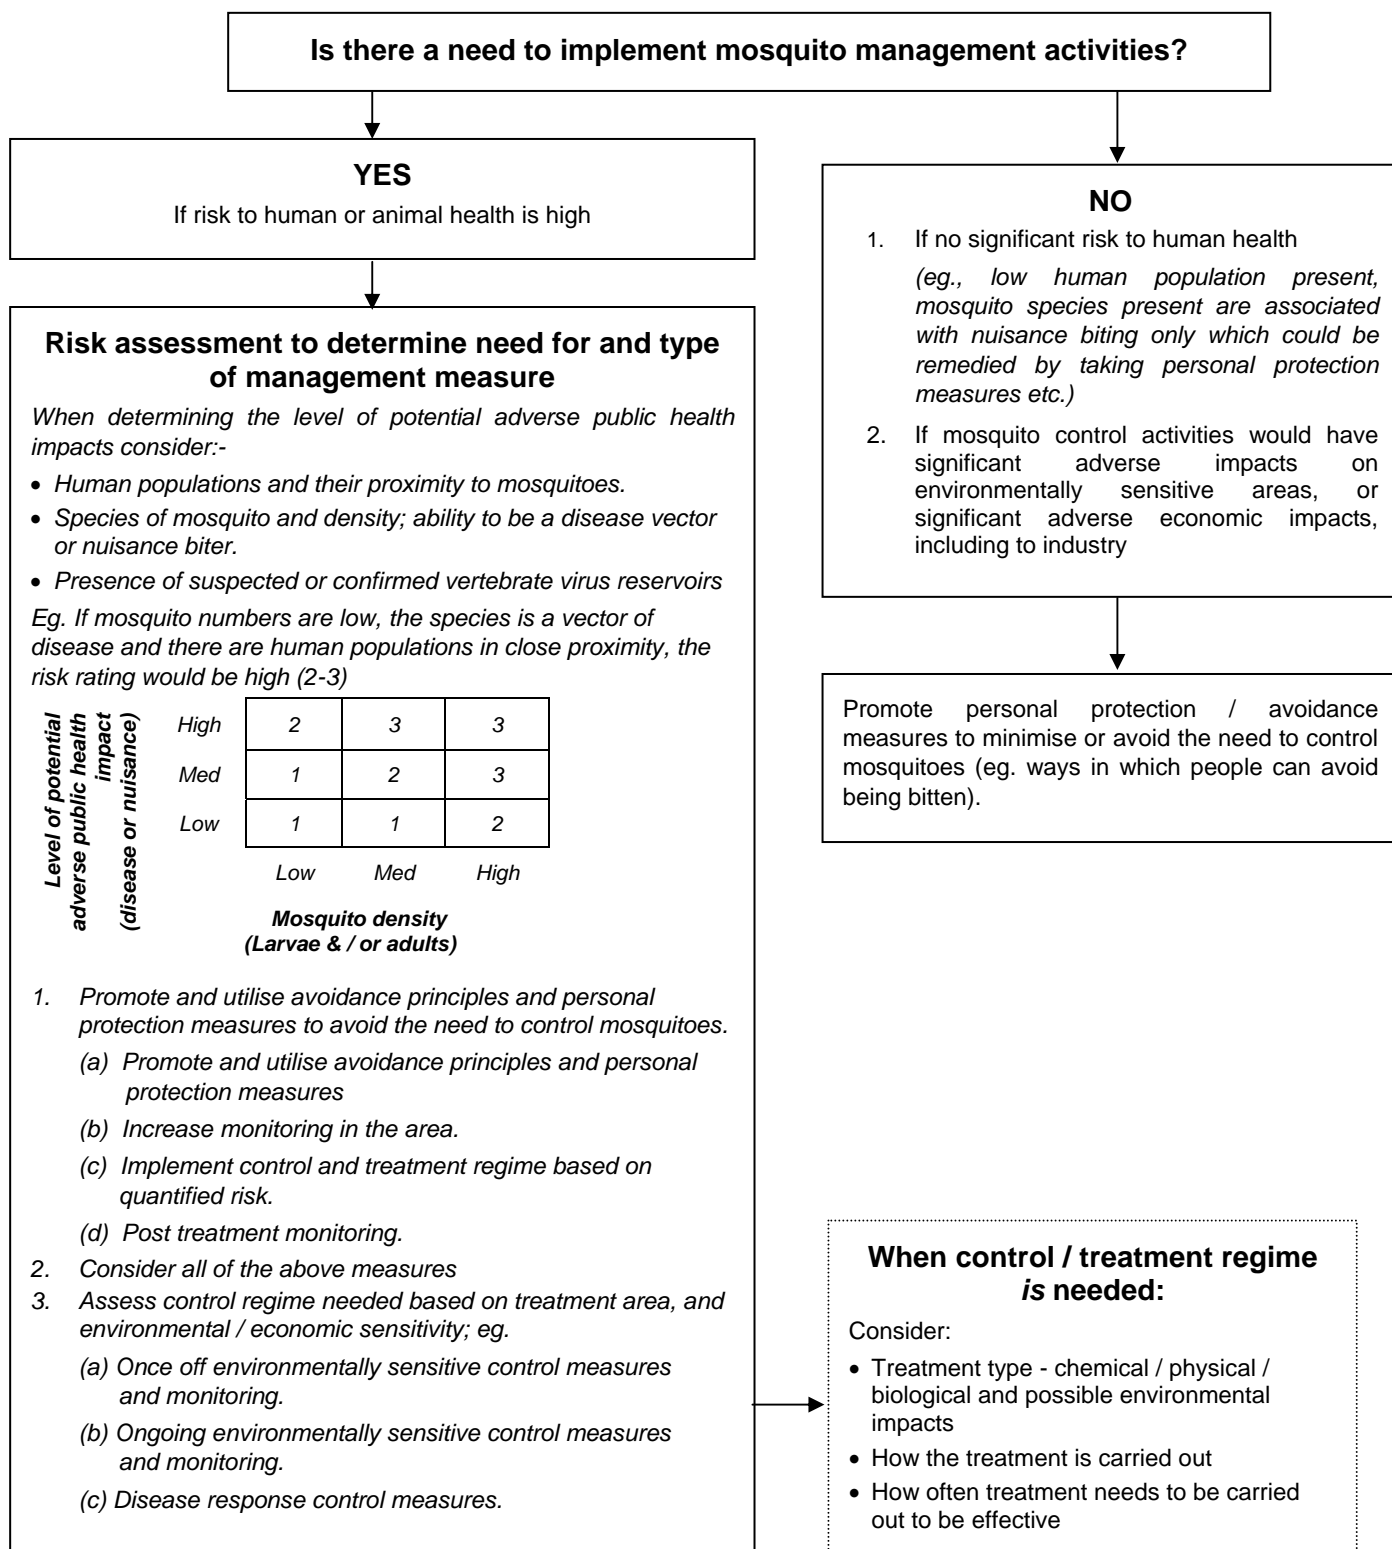 Is there a need to implement mosquito management activities?
YES
If risk to human or animal health is high
NO
1. If no significant risk to human health
(eg., low human population present,
mosquito species present are associated
with nuisance biting only which could be
remedied by taking personal protection
measures etc.)
2. If mosquito control activities would have
significant adverse impacts on
environmentally sensitive areas, or
significant adverse economic impacts,
including to industry
Promote personal protection / avoidance
measures to minimise or avoid the need to control
mosquitoes (eg. ways in which people can avoid
being bitten).
Risk assessment to determine need for and type
of management measure
When determining the level of potential adverse public health
impacts consider:-
• Human populations and their proximity to mosquitoes.
• Species of mosquito and density; ability to be a disease vector
or nuisance biter.
• Presence of suspected or confirmed vertebrate virus reservoirs
Eg. If mosquito numbers are low, the species is a vector of
disease and there are human populations in close proximity, the
risk rating would be high (2-3)
Level of potential
adverse public health
impact
(disease or nuisance)
High 2 3 3
Med 1 2 3
Low 1 1 2
Low Med High
Mosquito density
(Larvae & / or adults)
1. Promote and utilise avoidance principles and personal
protection measures to avoid the need to control mosquitoes.
(a) Promote and utilise avoidance principles and personal
protection measures
(b) Increase monitoring in the area.
(c) Implement control and treatment regime based on
quantified risk.
(d) Post treatment monitoring.
2. Consider all of the above measures
3. Assess control regime needed based on treatment area, and
environmental / economic sensitivity; eg.
(a) Once off environmentally sensitive control measures
and monitoring.
(b) Ongoing environmentally sensitive control measures
and monitoring.
(c) Disease response control measures.
When control / treatment regime
is needed:
Consider:
• Treatment type - chemical / physical /
biological and possible environmental
impacts
• How the treatment is carried out
• How often treatment needs to be carried
out to be effective